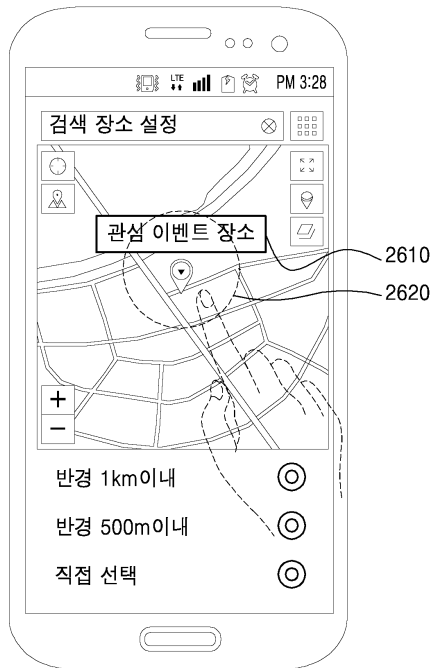 LTE PM 3:28
검색 장소 설정
관심 이벤트 장소
2610
2620
+
−
반경 1km이내
반경 500m이내
직접 선택